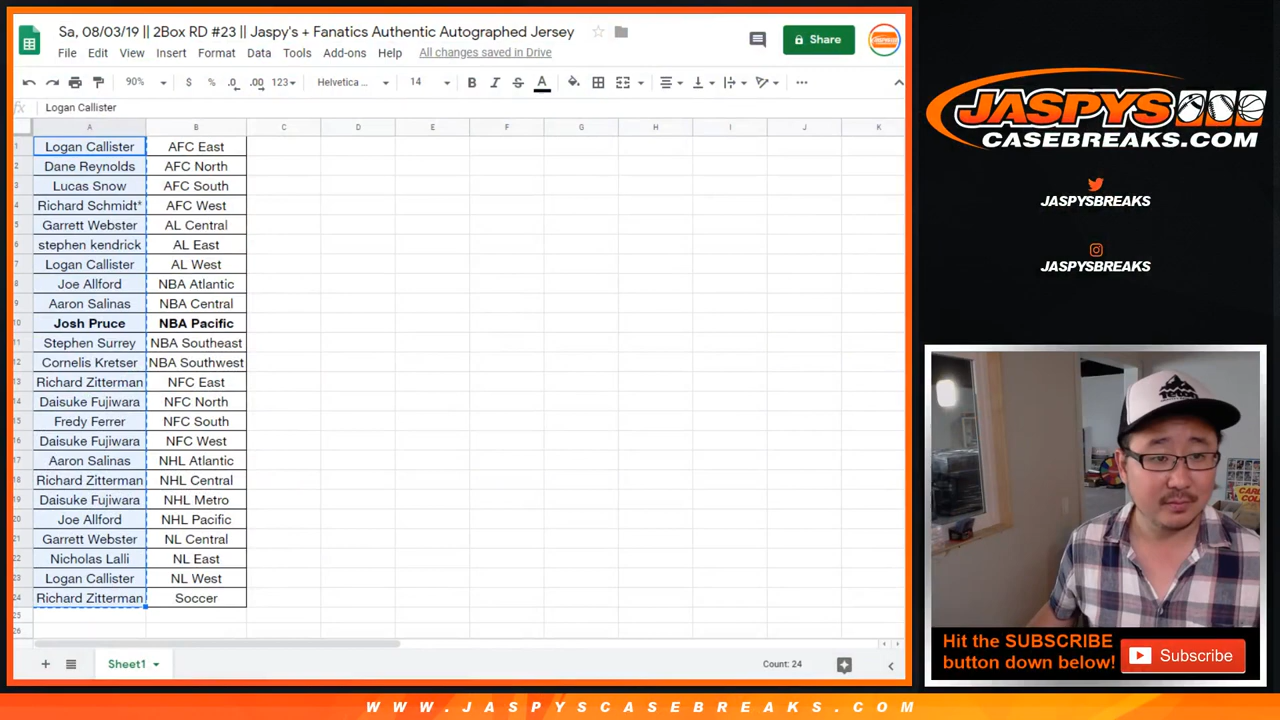 Sa, 08/03/19 || 2Box RD #23 || Jaspy's + Fanatics Authentic Autographed Jersey
File Edit View Insert Format Data Tools Add-ons Help All changes saved in Drive
Share
90% $ % .0 .00 123 Helvetica ... 14 B I S A
fx Logan Callister
A B C D E F G H I J K
1 Logan Callister AFC East
2 Dane Reynolds AFC North
3 Lucas Snow AFC South
4 Richard Schmidt* AFC West
5 Garrett Webster AL Central
6 stephen kendrick AL East
7 Logan Callister AL West
8 Joe Allford NBA Atlantic
9 Aaron Salinas NBA Central
10 Josh Pruce NBA Pacific
11 Stephen Surrey NBA Southeast
12 Cornelis Kretser NBA Southwest
13 Richard Zitterman NFC East
14 Daisuke Fujiwara NFC North
15 Fredy Ferrer NFC South
16 Daisuke Fujiwara NFC West
17 Aaron Salinas NHL Atlantic
18 Richard Zitterman NHL Central
19 Daisuke Fujiwara NHL Metro
20 Joe Allford NHL Pacific
21 Garrett Webster NL Central
22 Nicholas Lalli NL East
23 Logan Callister NL West
24 Richard Zitterman Soccer
25
26
Sheet1
Count: 24
JASPYS
CASEBREAKS.COM
JASPYSBREAKS
JASPYSBREAKS
TETON
Hit the SUBSCRIBE
button down below!
Subscribe
WWW.JASPYSCASEBREAKS.COM